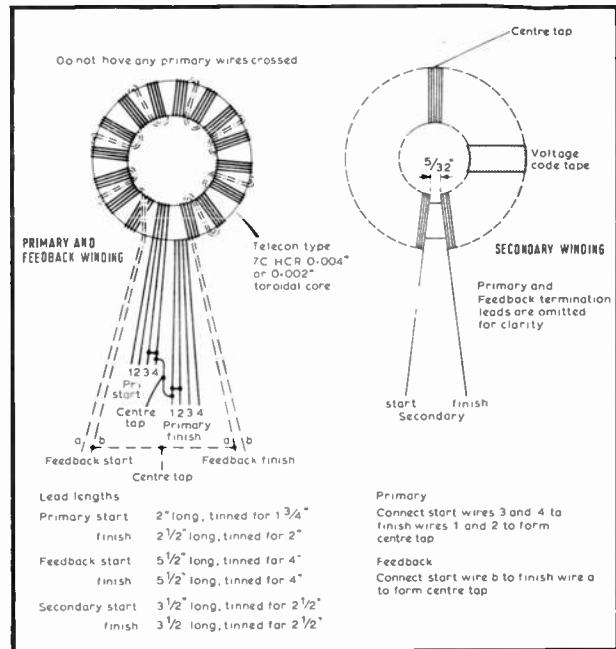 Do not have any primary wires crossed
PRIMARY AND
FEEDBACK WINDING
Telecon type
7C HCR 0.004"
or 0.002"
toroidal core
1 2 3 4
Pri
start
Centre
tap
1 2 3 4
Primary
finish
a b
a b
Feedback start
Feedback finish
Centre tap
Centre tap
5/32"
Voltage
code tape
SECONDARY WINDING
Primary and
Feedback termination
leads are omitted
for clarity
start
finish
Secondary
Lead lengths
Primary start 2" long, tinned for 1 3/4"
finish 2 1/2" long, tinned for 2"
Feedback start 5 1/2" long, tinned for 4"
finish 5 1/2" long, tinned for 4"
Secondary start 3 1/2" long, tinned for 2 1/2"
finish 3 1/2 long, tinned for 2 1/2"
Primary
Connect start wires 3 and 4 to
finish wires 1 and 2 to form
centre tap
Feedback
Connect start wire b to finish wire a
to form centre tap